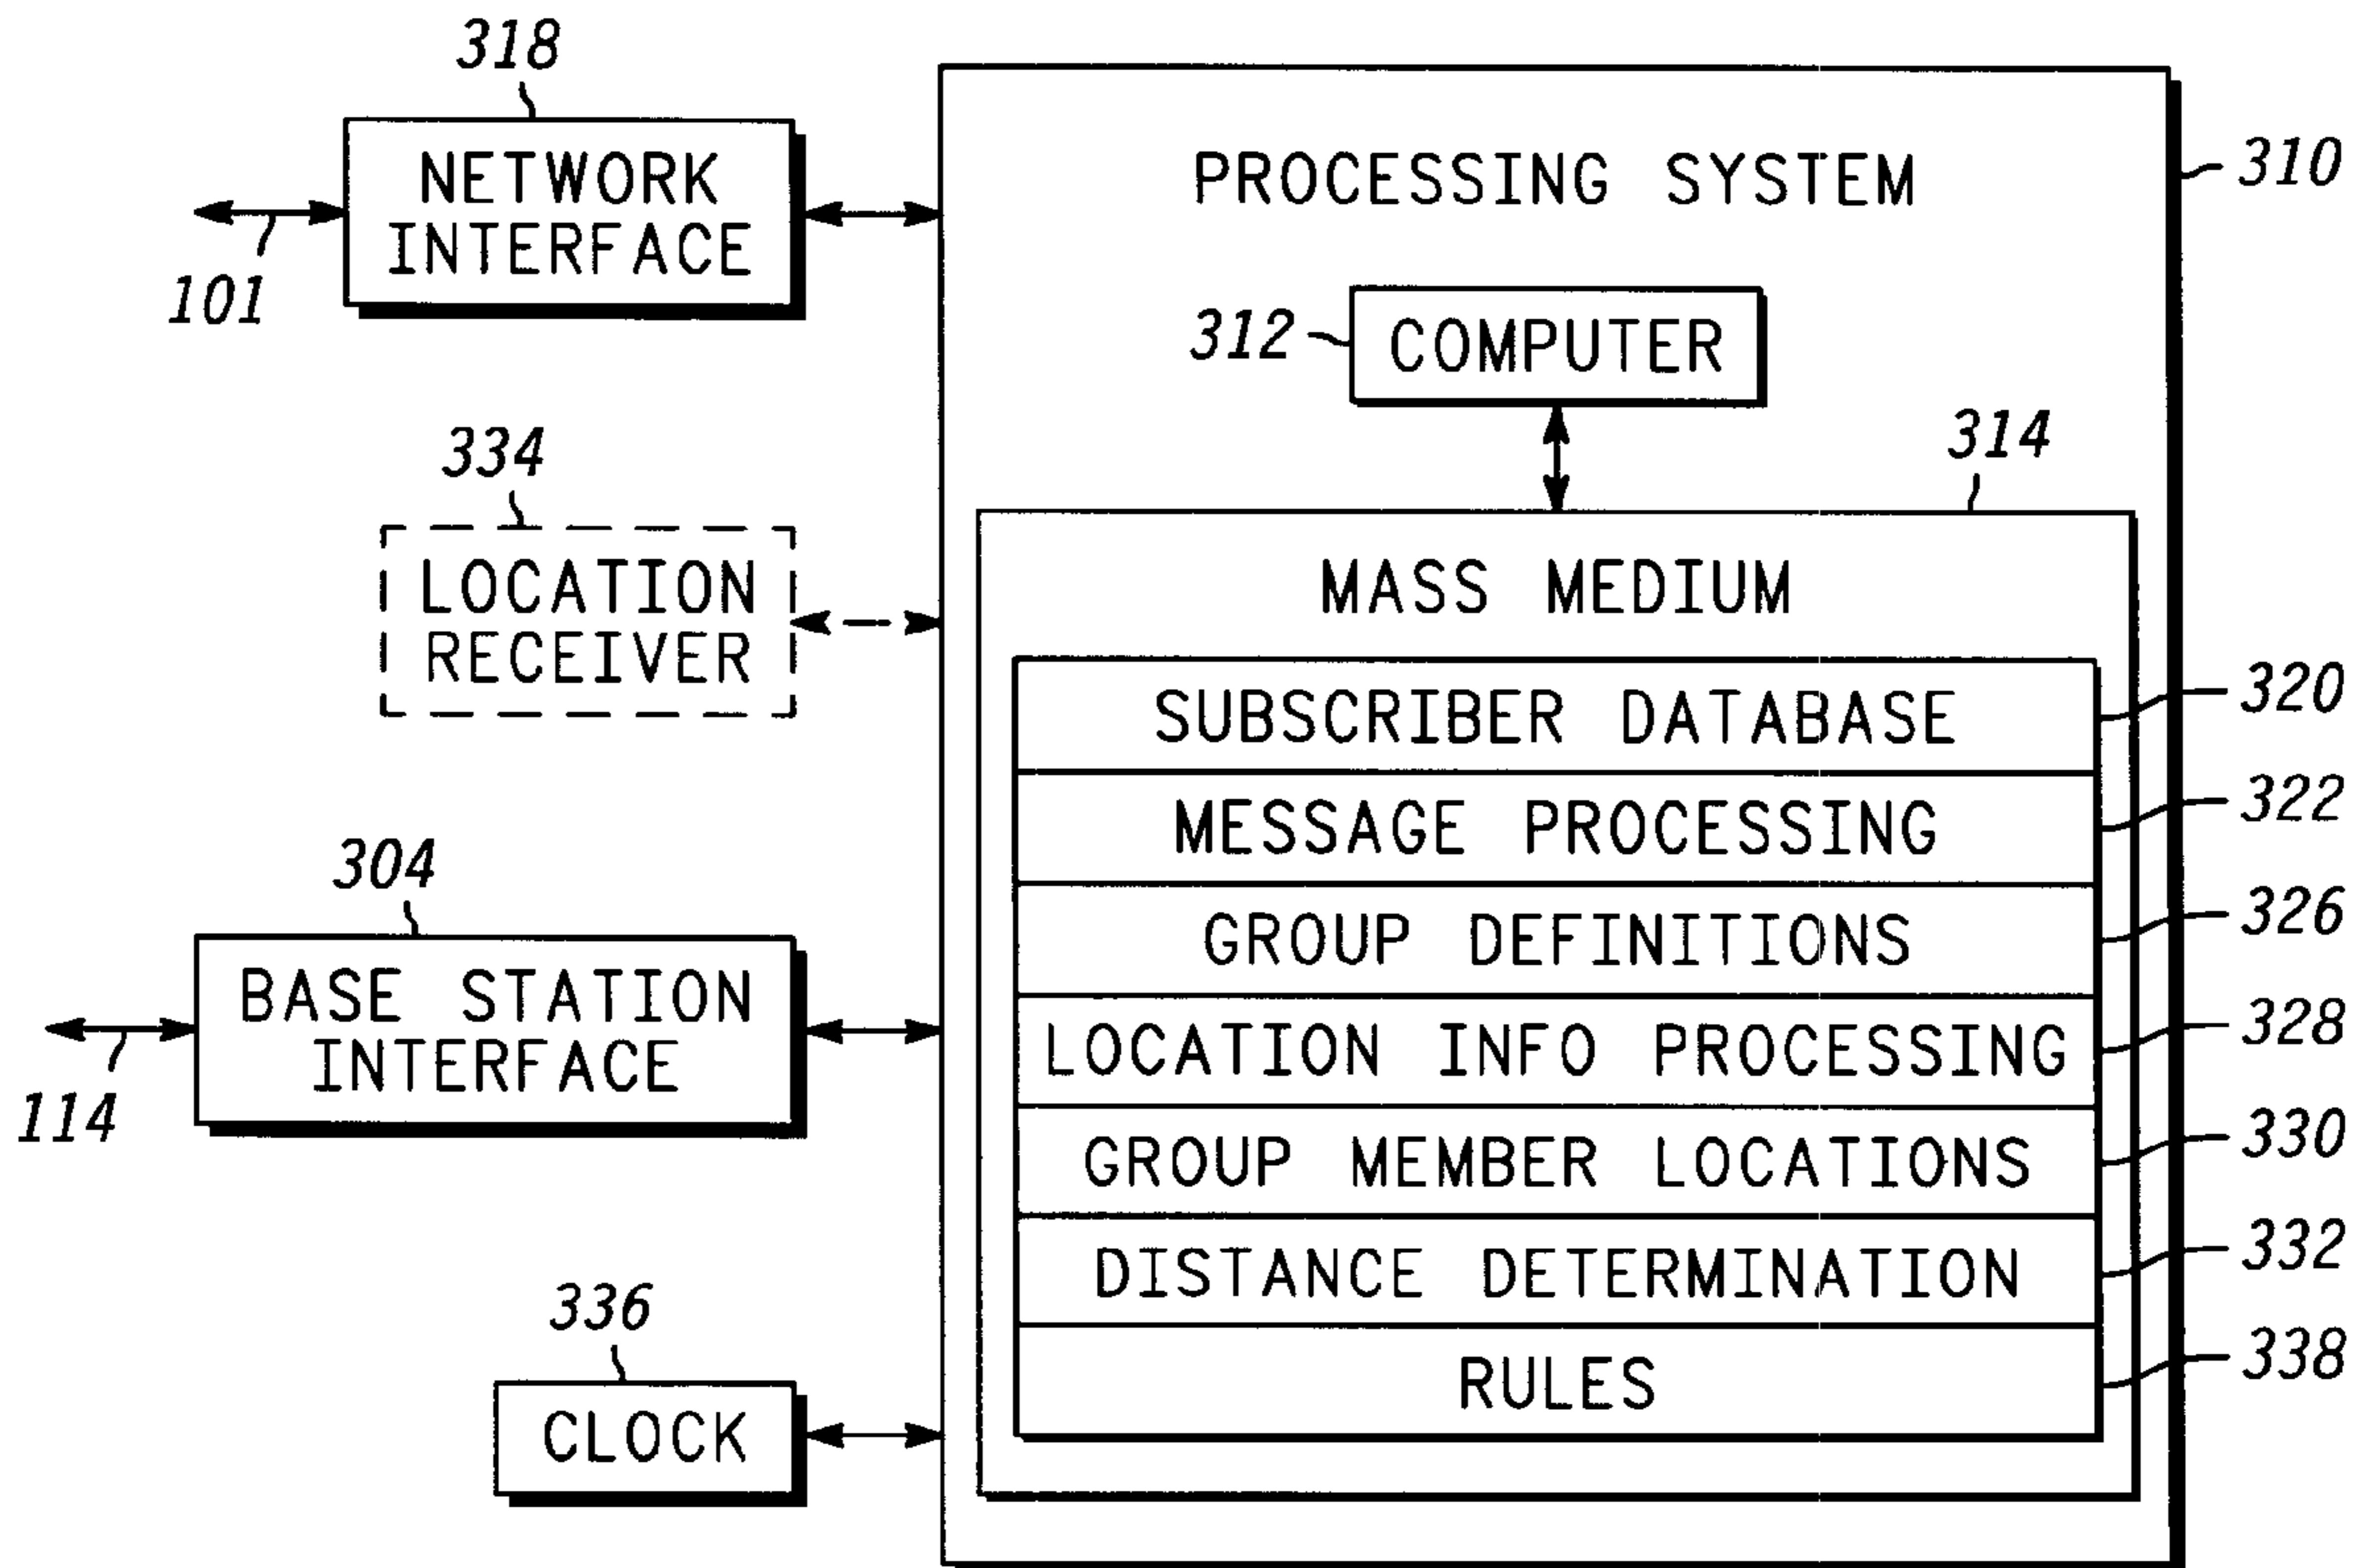 318
NETWORK
INTERFACE
101
334
LOCATION
RECEIVER
304
BASE STATION
INTERFACE
114
336
CLOCK
PROCESSING SYSTEM
310
312
COMPUTER
314
MASS MEDIUM
SUBSCRIBER DATABASE
320
MESSAGE PROCESSING
322
GROUP DEFINITIONS
326
LOCATION INFO PROCESSING
328
GROUP MEMBER LOCATIONS
330
DISTANCE DETERMINATION
332
RULES
338